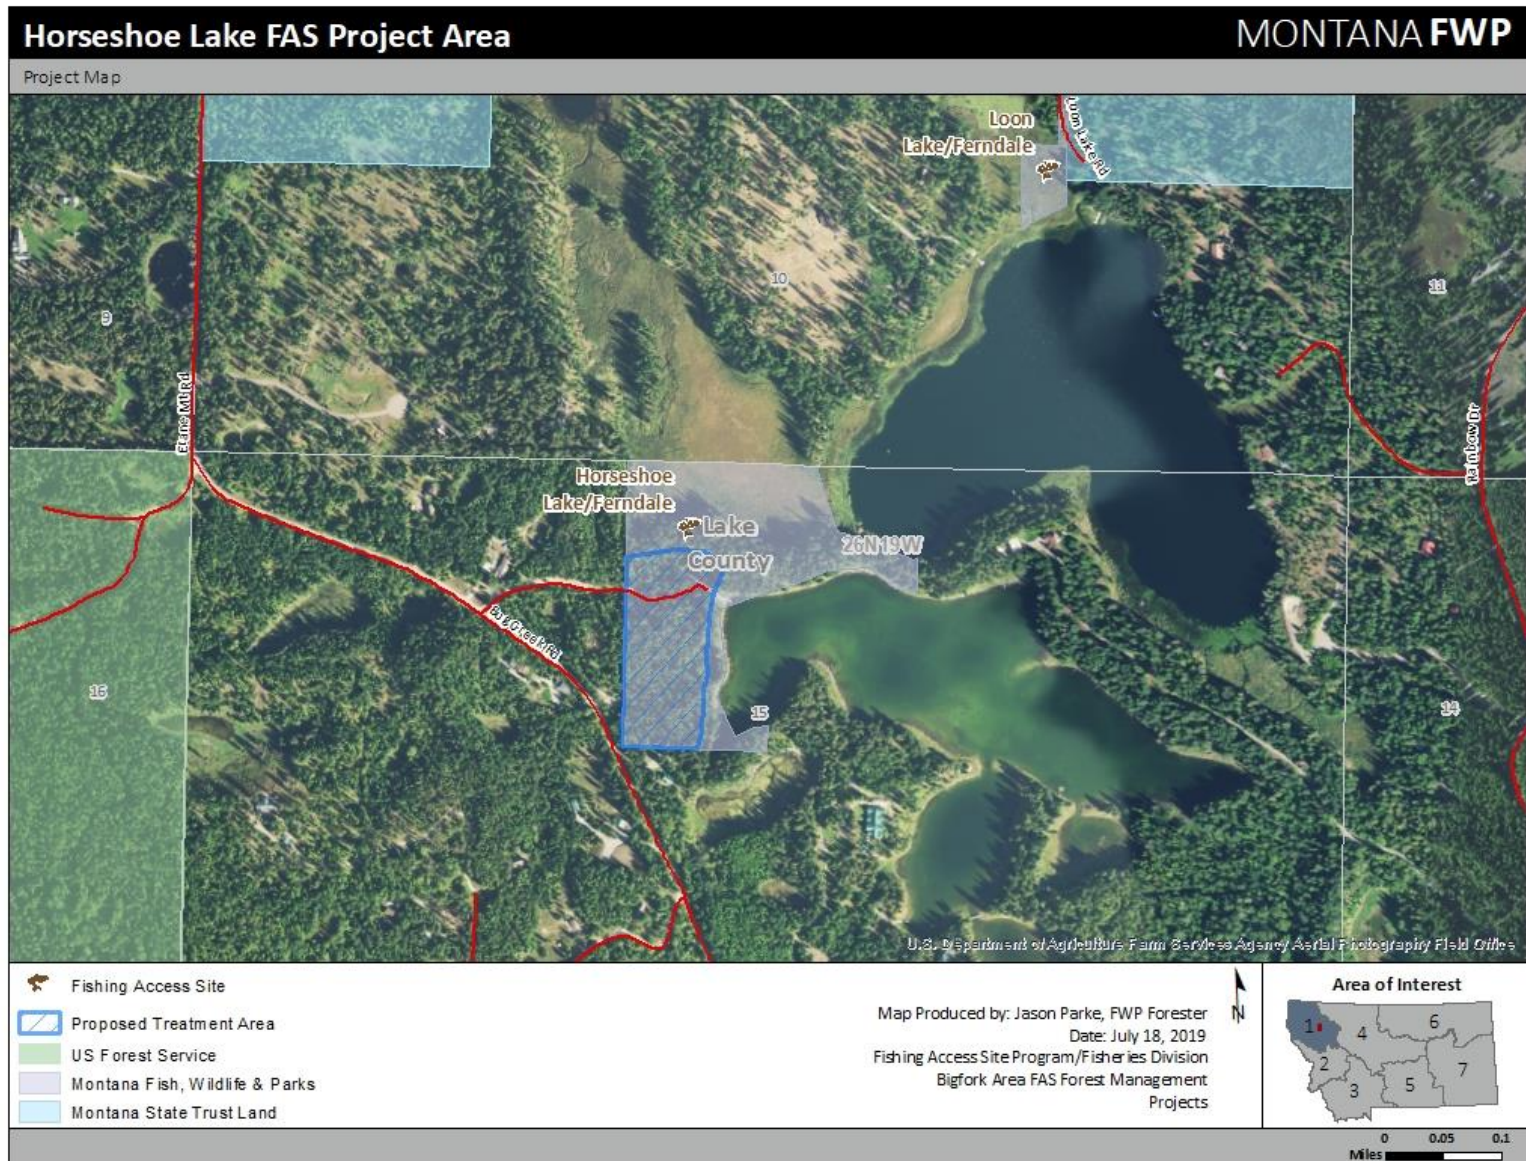 Horseshoe Lake FAS Project Area
MONTANA FWP
Project Map
Loon
Lake/Ferndale
Loon Lake Rd
10
11
9
Rainbow Dr
Horseshoe
Lake/Ferndale
Lake
County
26N19W
16
15
14
U.S. Department of Agriculture Farm Services Agency Aerial Photography Field Office
Fishing Access Site
Proposed Treatment Area
US Forest Service
Montana Fish, Wildlife & Parks
Montana State Trust Land
Map Produced by: Jason Parke, FWP Forester
Date: July 18, 2019
Fishing Access Site Program/Fisheries Division
Bigfork Area FAS Forest Management
Projects
N
Area of Interest
1
4
6
2
3
5
7
0 0.05 0.1
Miles